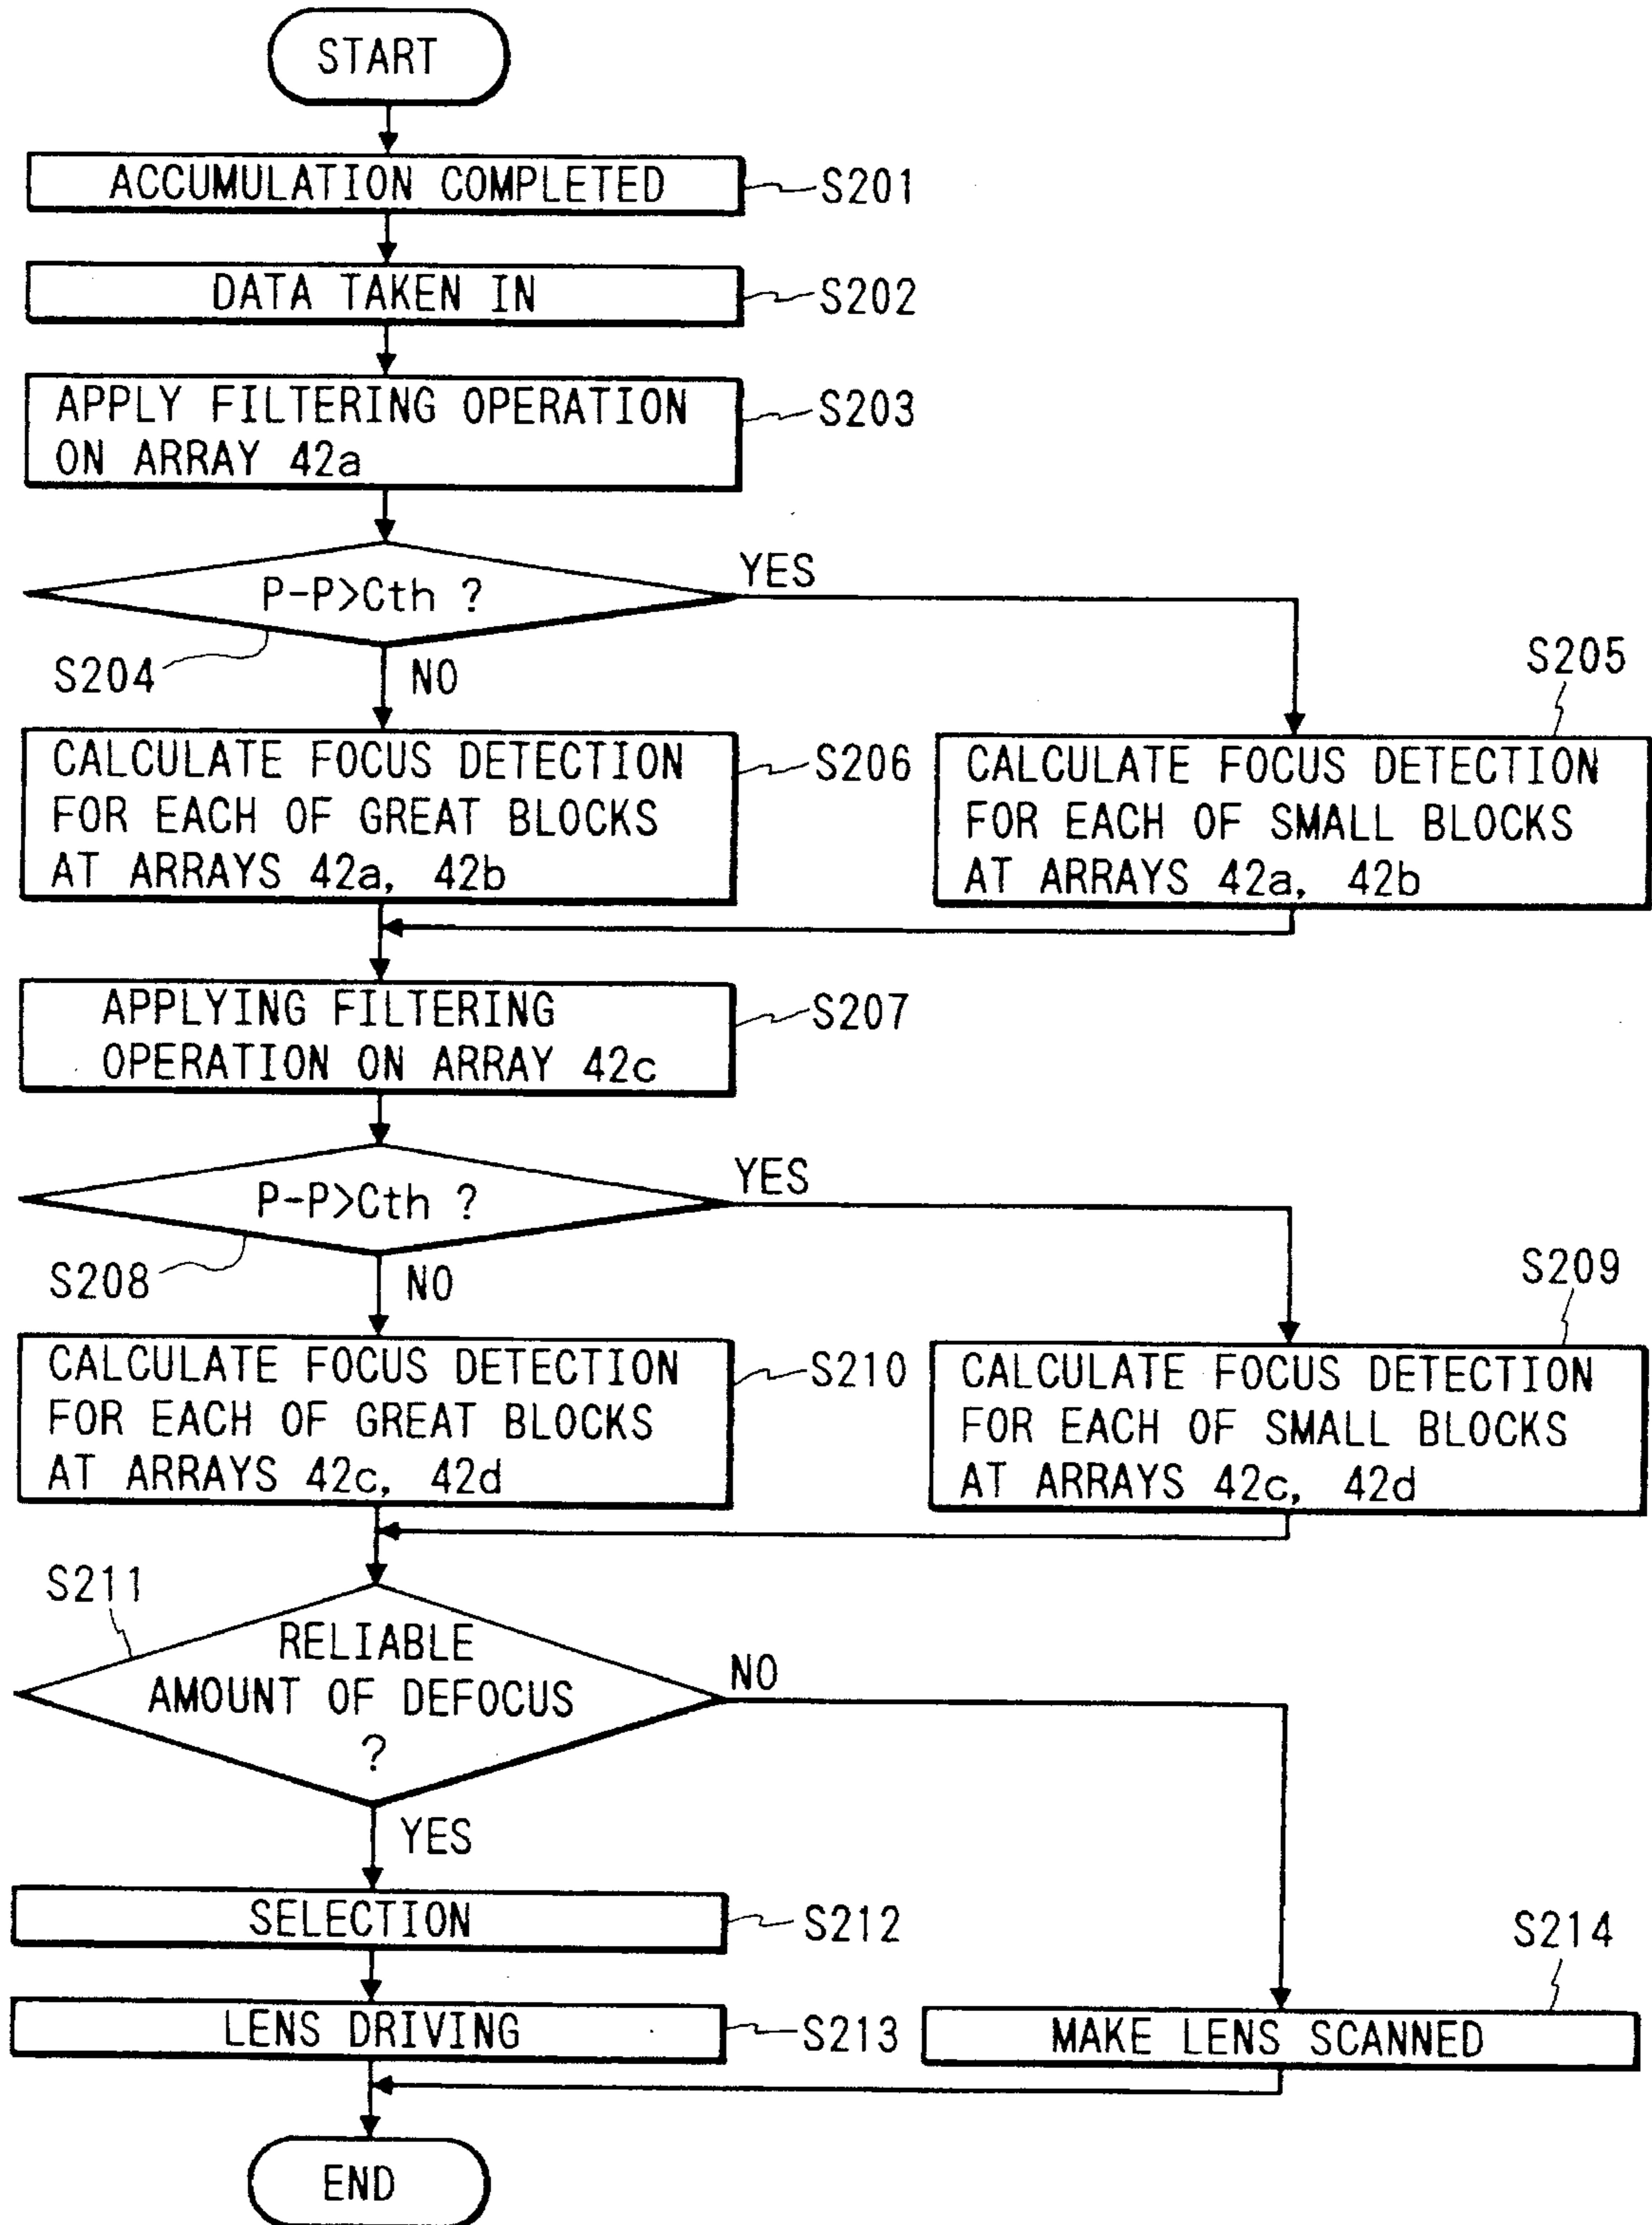 START
ACCUMULATION COMPLETED
S201
DATA TAKEN IN
S202
APPLY FILTERING OPERATION
ON ARRAY 42a
S203
P-P>Cth ?
YES
S204
NO
S205
CALCULATE FOCUS DETECTION
FOR EACH OF GREAT BLOCKS
AT ARRAYS 42a, 42b
S206
CALCULATE FOCUS DETECTION
FOR EACH OF SMALL BLOCKS
AT ARRAYS 42a, 42b
APPLYING FILTERING
OPERATION ON ARRAY 42c
S207
P-P>Cth ?
YES
S208
NO
S209
CALCULATE FOCUS DETECTION
FOR EACH OF GREAT BLOCKS
AT ARRAYS 42c, 42d
S210
CALCULATE FOCUS DETECTION
FOR EACH OF SMALL BLOCKS
AT ARRAYS 42c, 42d
S211
RELIABLE
AMOUNT OF DEFOCUS
?
NO
YES
SELECTION
S212
S214
LENS DRIVING
S213
MAKE LENS SCANNED
END